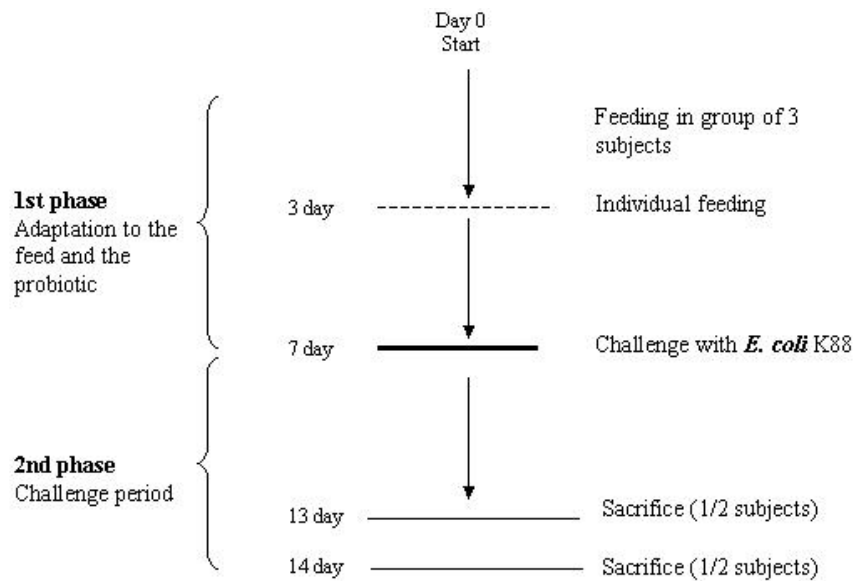 Day 0
Start
Feeding in group of 3
subjects
1st phase
Adaptation to the
feed and the
probiotic
3 day
Individual feeding
7 day
Challenge with E. coli K88
2nd phase
Challenge period
13 day
Sacrifice (1/2 subjects)
14 day
Sacrifice (1/2 subjects)